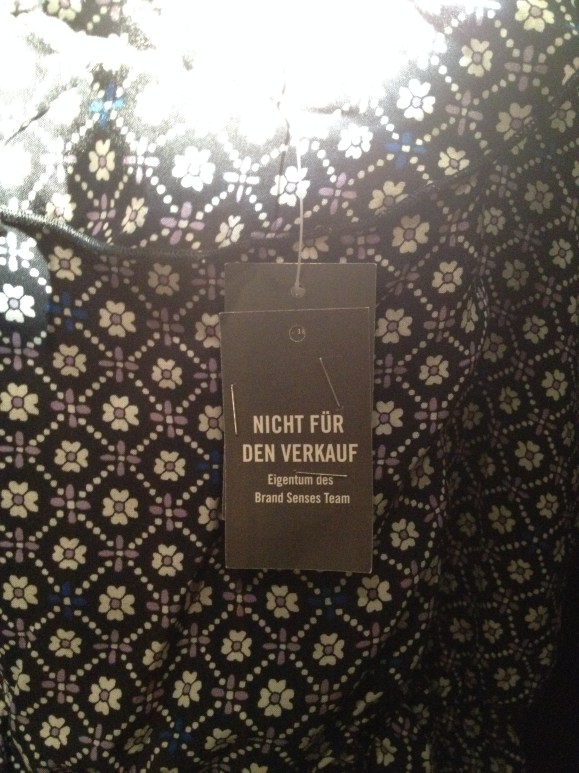 NICHT FÜR
DEN VERKAUF
Eigentum des
Brand Senses Team